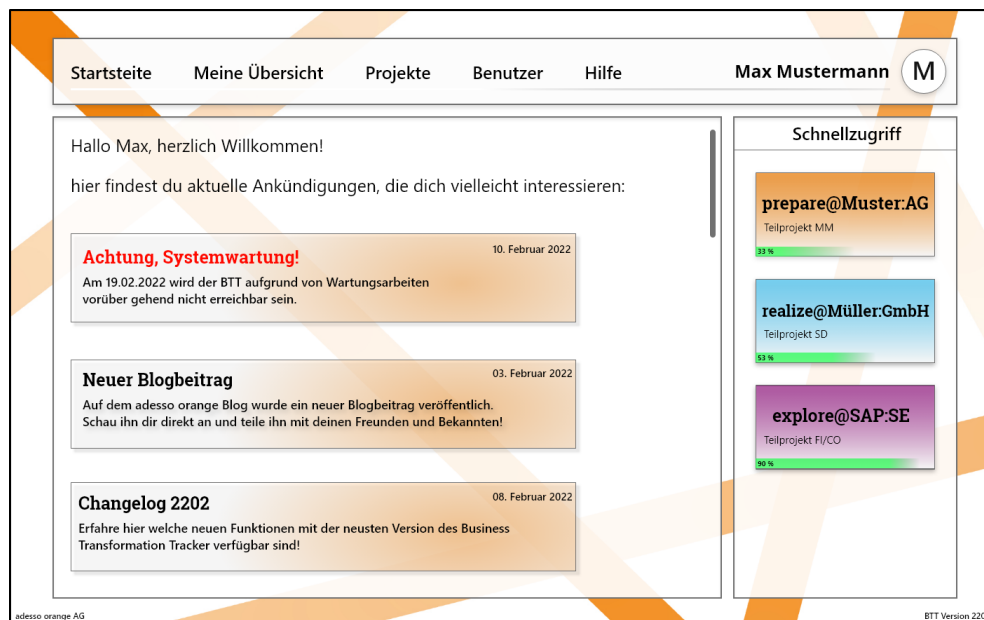 Startsteite Meine Übersicht Projekte Benutzer Hilfe Max Mustermann M
Hallo Max, herzlich Willkommen!
hier findest du aktuelle Ankündigungen, die dich vielleicht interessieren:
Achtung, Systemwartung! 10. Februar 2022
Am 19.02.2022 wird der BTT aufgrund von Wartungsarbeiten
vorüber gehend nicht erreichbar sein.
Neuer Blogbeitrag 03. Februar 2022
Auf dem adesso orange Blog wurde ein neuer Blogbeitrag veröffentlich.
Schau ihn dir direkt an und teile ihn mit deinen Freunden und Bekannten!
Changelog 2202 08. Februar 2022
Erfahre hier welche neuen Funktionen mit der neusten Version des Business
Transformation Tracker verfügbar sind!
Schnellzugriff
prepare@Muster:AG
Teilprojekt MM
33 %
realize@Müller:GmbH
Teilprojekt SD
53 %
explore@SAP:SE
Teilprojekt FI/CO
90 %
adesso orange AG
BTT Version 220